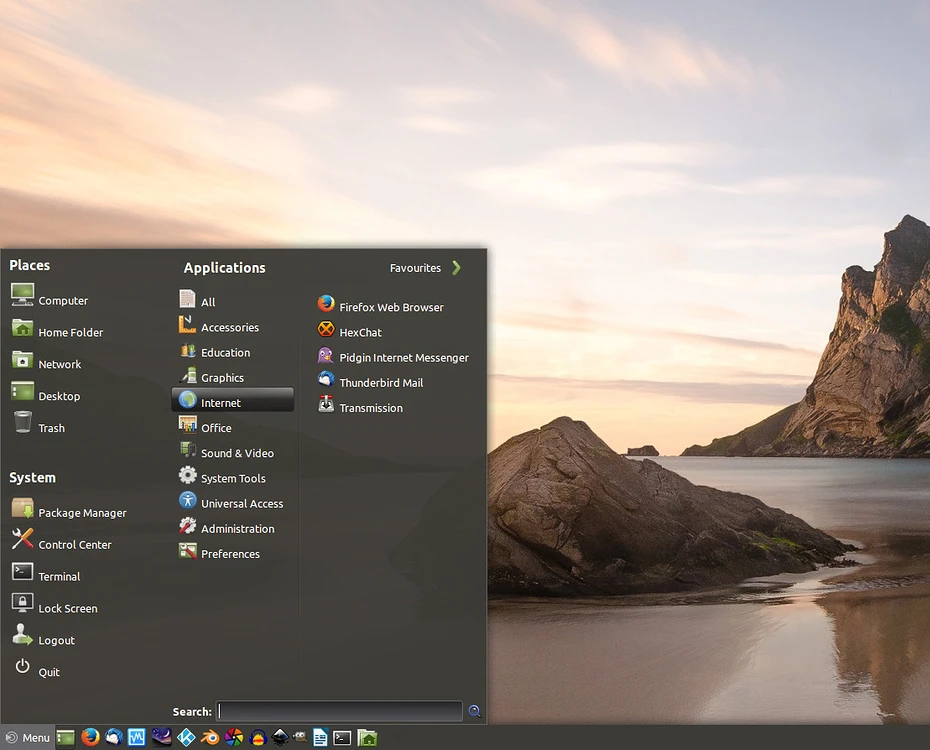 Places
Computer
Home Folder
Network
Desktop
Trash
System
Package Manager
Control Center
Terminal
Lock Screen
Logout
Quit
Applications
Favourites
All
Accessories
Education
Graphics
Internet
Office
Sound & Video
System Tools
Universal Access
Administration
Preferences
Firefox Web Browser
HexChat
Pidgin Internet Messenger
Thunderbird Mail
Transmission
Search:
Menu